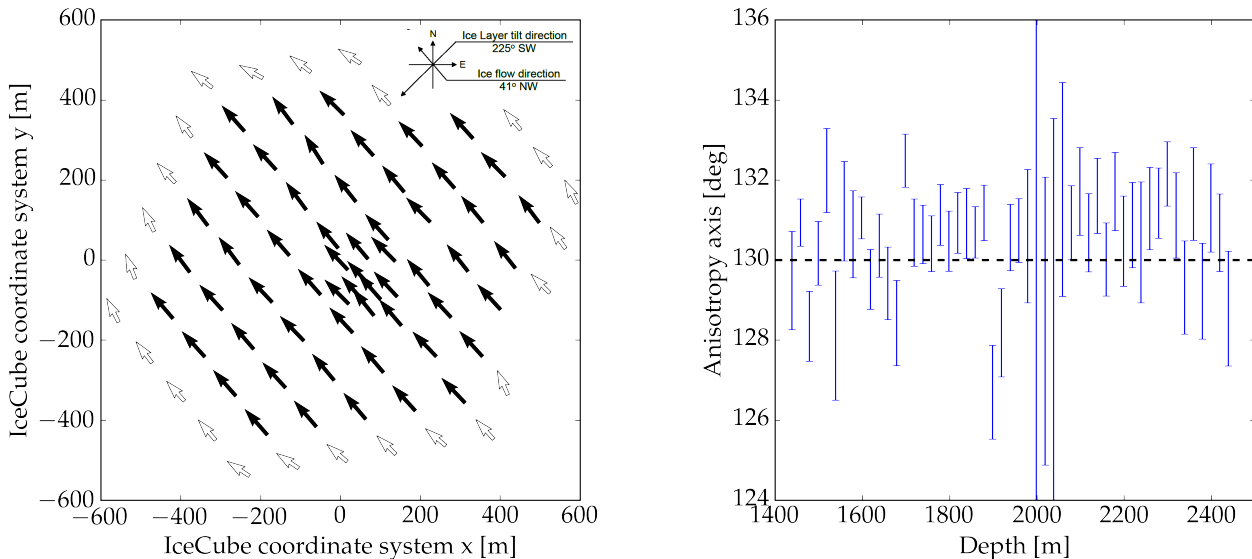 600
400
200
0
−200
−400
−600
−600
−400
−200
0
200
400
600
IceCube coordinate system y [m]
IceCube coordinate system x [m]
N
E
Ice Layer tilt direction
225º SW
Ice flow direction
41º NW
136
134
132
130
128
126
124
1400
1600
1800
2000
2200
2400
Anisotropy axis [deg]
Depth [m]